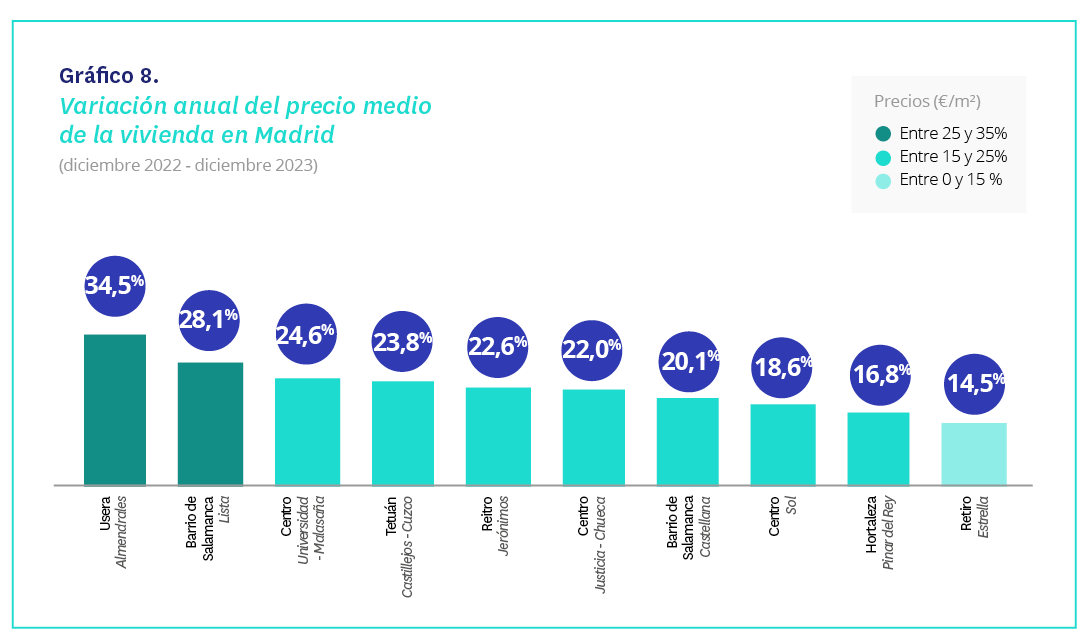 Gráfico 8.
Variación anual del precio medio
de la vivienda en Madrid
(diciembre 2022 - diciembre 2023)
Precios (€/m²)
Entre 25 y 35%
Entre 15 y 25%
Entre 0 y 15 %
34,5%
28,1%
24,6%
23,8%
22,6%
22,0%
20,1%
18,6%
16,8%
14,5%
Usera
Almendrales
Barrio de
Salamanca
Lista
Centro
Universidad
- Malasaña
Tetuán
Castillejos - Cuzco
Reitro
Jerónimos
Centro
Justicia - Chueca
Barrio de
Salamanca
Castellana
Centro
Sol
Hortaleza
Pinar del Rey
Retiro
Estrella